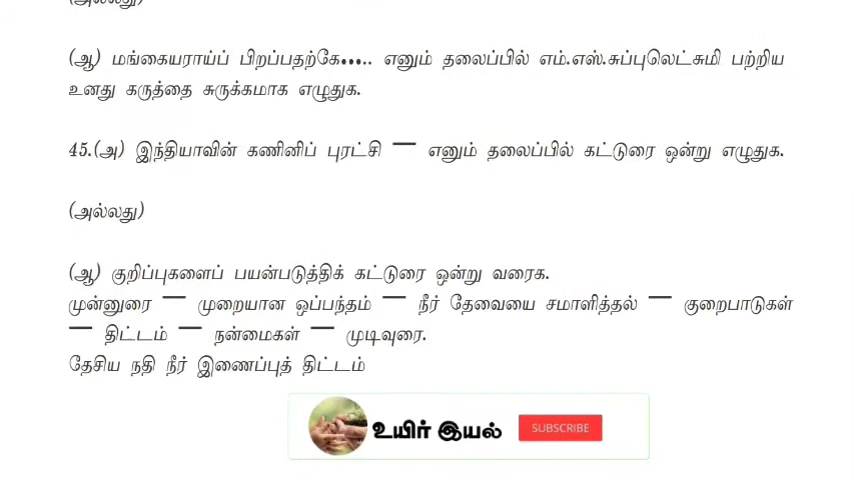 (அல்லது)
(ஆ) மங்கையராய்ப் பிறப்பதற்கே••••.. எனும் தலைப்பில் எம்.எஸ்.சுப்புலெட்சுமி பற்றிய
உனது கருத்தை சுருக்கமாக எழுதுக.
45.(அ) இந்தியாவின் கணினிப் புரட்சி — எனும் தலைப்பில் கட்டுரை ஒன்று எழுதுக.
(அல்லது)
(ஆ) குறிப்புகளைப் பயன்படுத்திக் கட்டுரை ஒன்று வரைக.
முன்னுரை — முறையான ஒப்பந்தம் — நீர் தேவையை சமாளித்தல் — குறைபாடுகள்
— திட்டம் — நன்மைகள் — முடிவுரை.
தேசிய நதி நீர் இணைப்புத் திட்டம்
உயிர் இயல் SUBSCRIBE